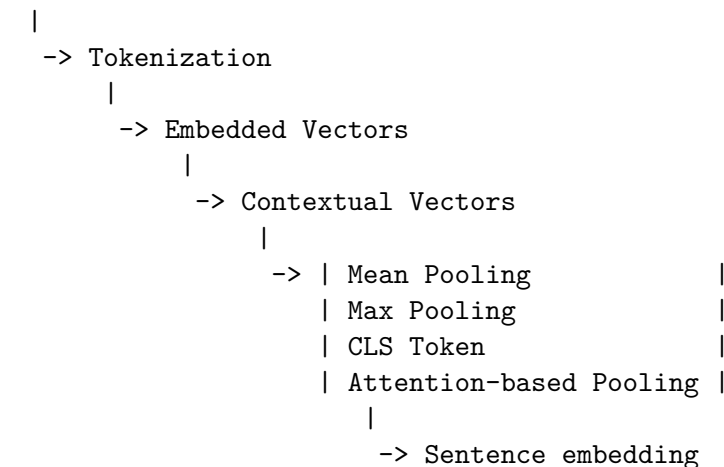 |
-> Tokenization
|
-> Embedded Vectors
|
-> Contextual Vectors
|
-> | Mean Pooling |
| Max Pooling |
| CLS Token |
| Attention-based Pooling |
|
-> Sentence embedding